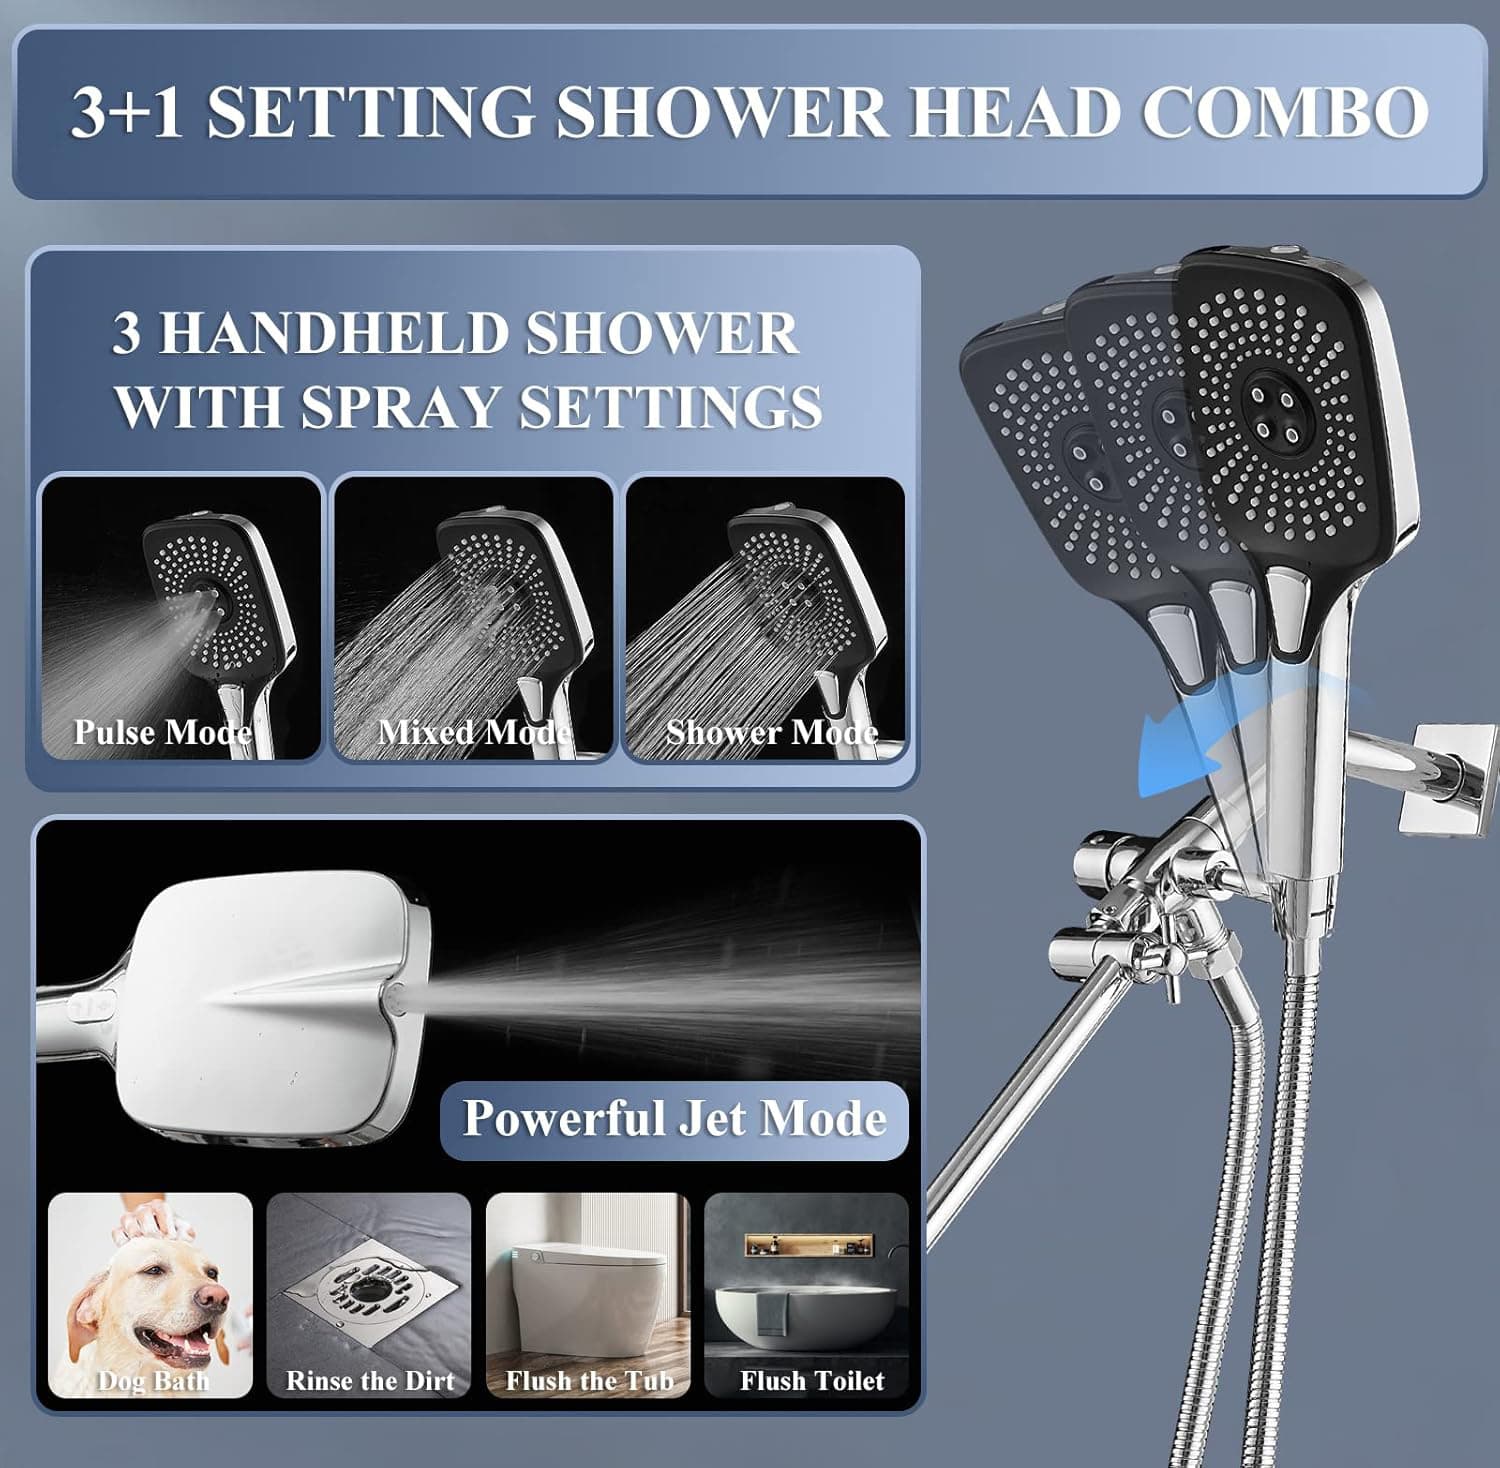 3+1 SETTING SHOWER HEAD COMBO
3 HANDHELD SHOWER
WITH SPRAY SETTINGS
Pulse Mode
Mixed Mode
Shower Mode
Powerful Jet Mode
Dog Bath
Rinse the Dirt
Flush the Tub
Flush Toilet